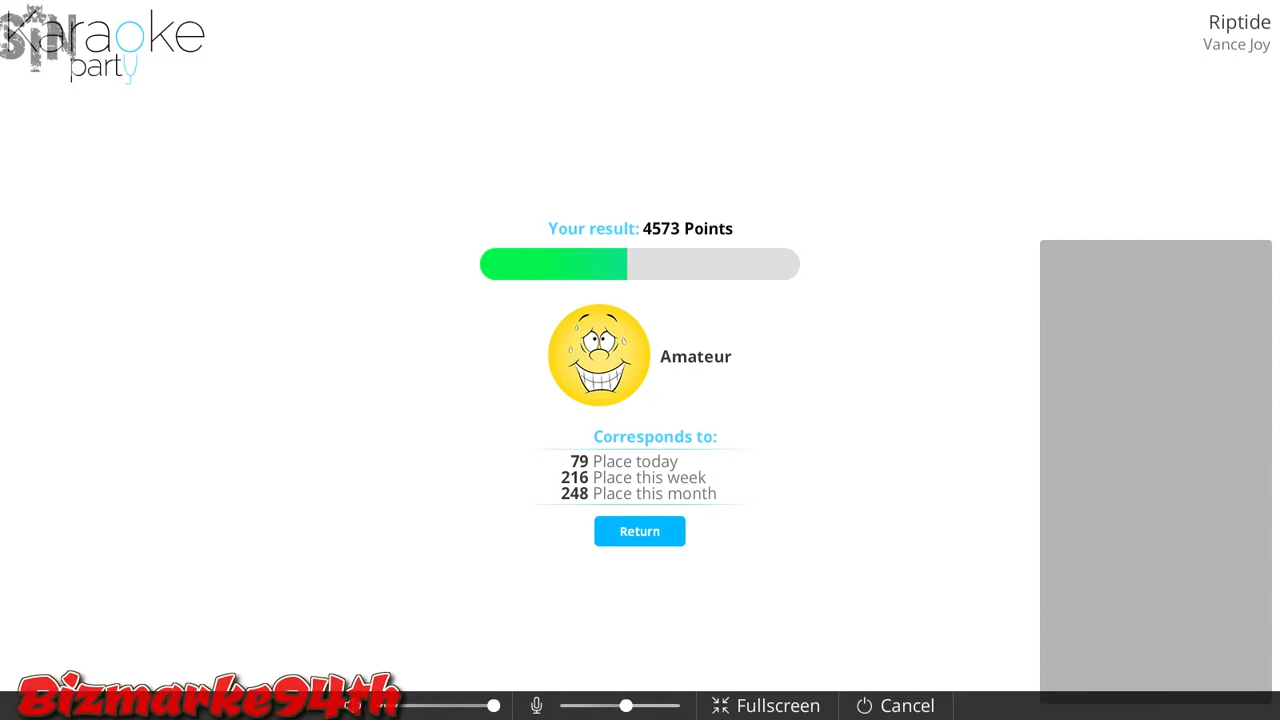 Karaoke
party
Riptide
Vance Joy
Your result: 4573 Points
Amateur
Corresponds to:
79 Place today
216 Place this week
248 Place this month
Return
Bizmarke94th
Fullscreen
Cancel